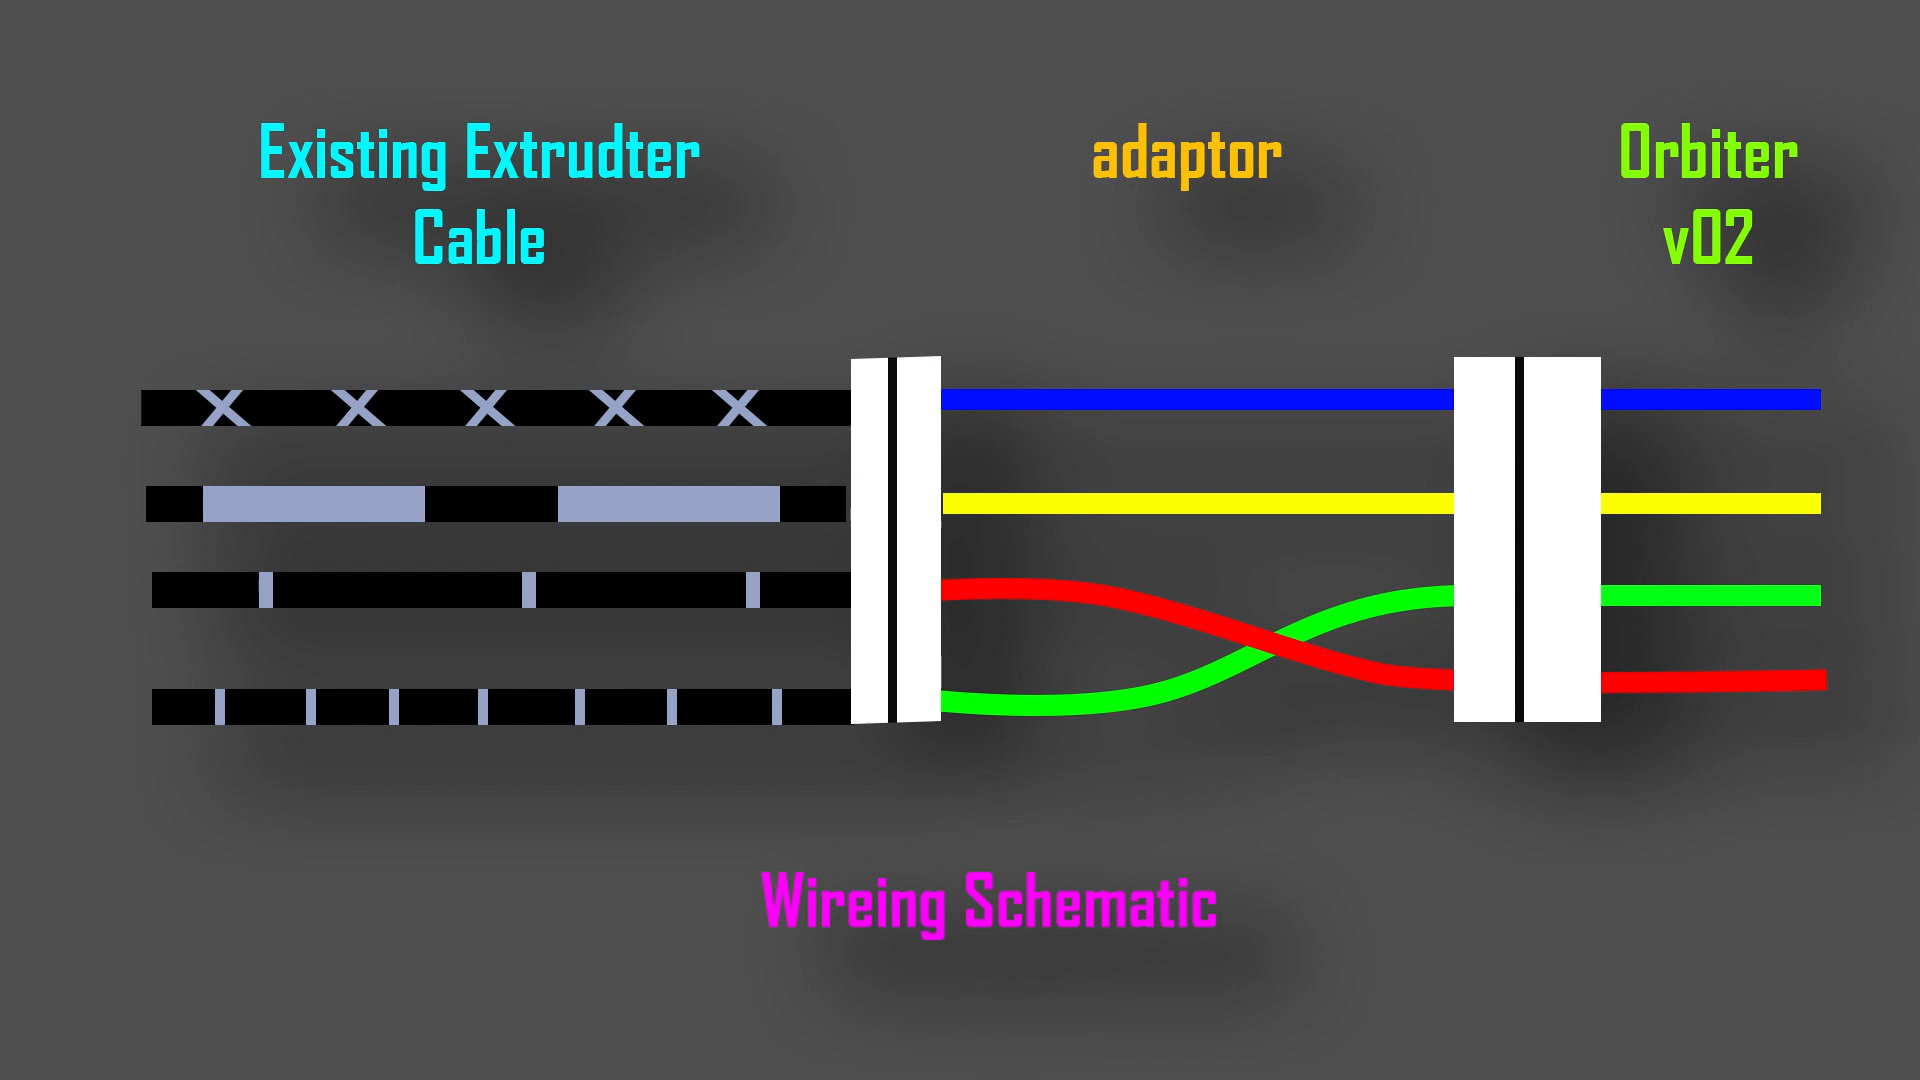 Existing Extrudter
Cable
adaptor
Orbiter
v02
Wireing Schematic